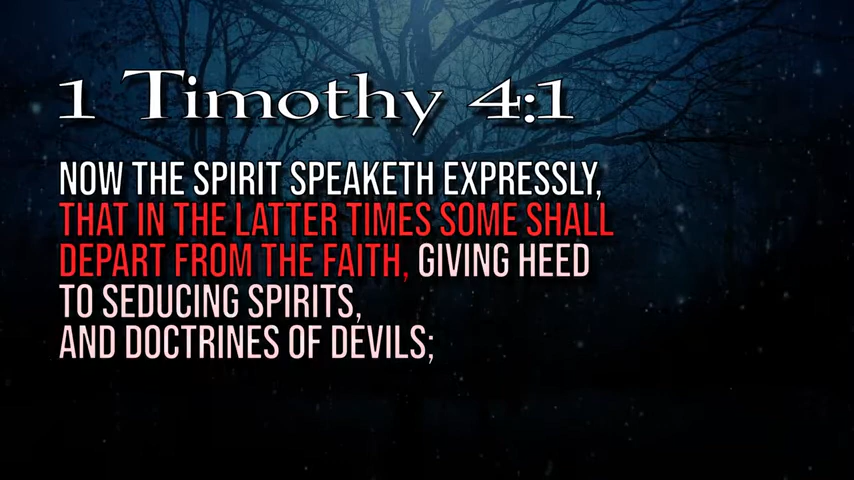 1 Timothy 4:1
NOW THE SPIRIT SPEAKETH EXPRESSLY,
THAT IN THE LATTER TIMES SOME SHALL
DEPART FROM THE FAITH, GIVING HEED
TO SEDUCING SPIRITS,
AND DOCTRINES OF DEVILS;